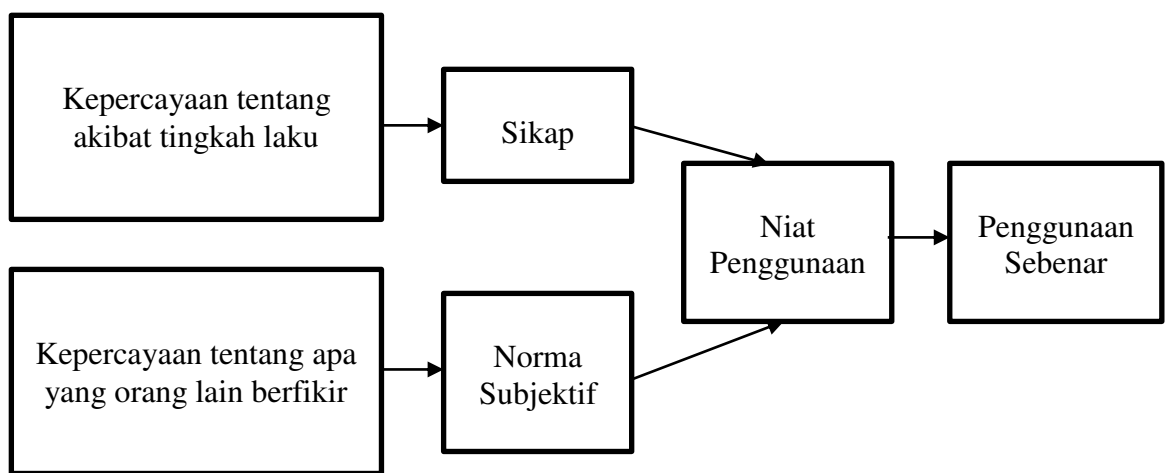 Kepercayaan tentang
akibat tingkah laku
Sikap
Niat
Penggunaan
Penggunaan
Sebenar
Kepercayaan tentang apa
yang orang lain berfikir
Norma
Subjektif